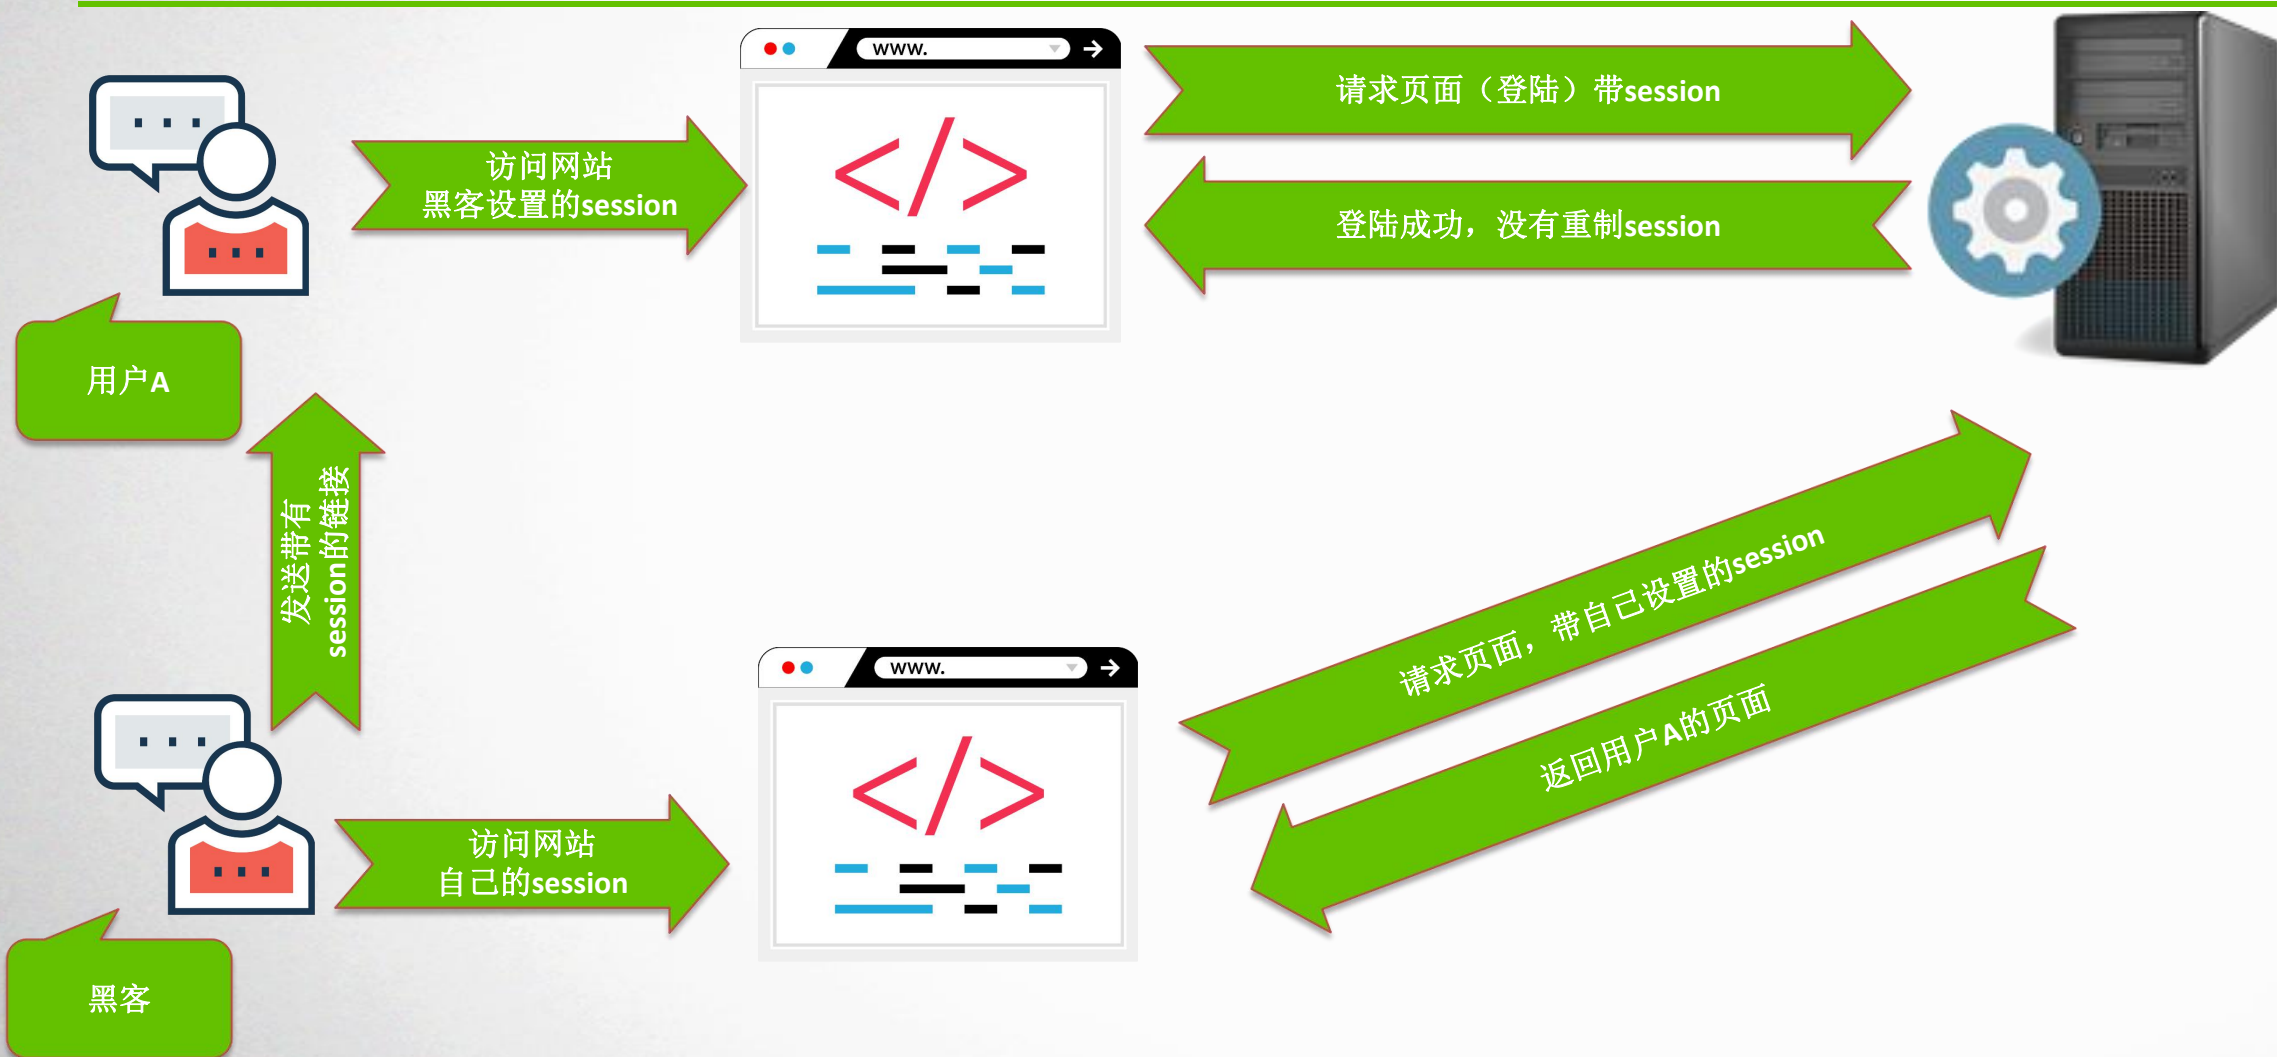 www.
请求页面（登陆）带session
访问网站
黑客设置的session
登陆成功，没有重制session
用户A
发送带有
session的链接
请求页面，带自己设置的session
www.
返回用户A的页面
访问网站
自己的session
黑客